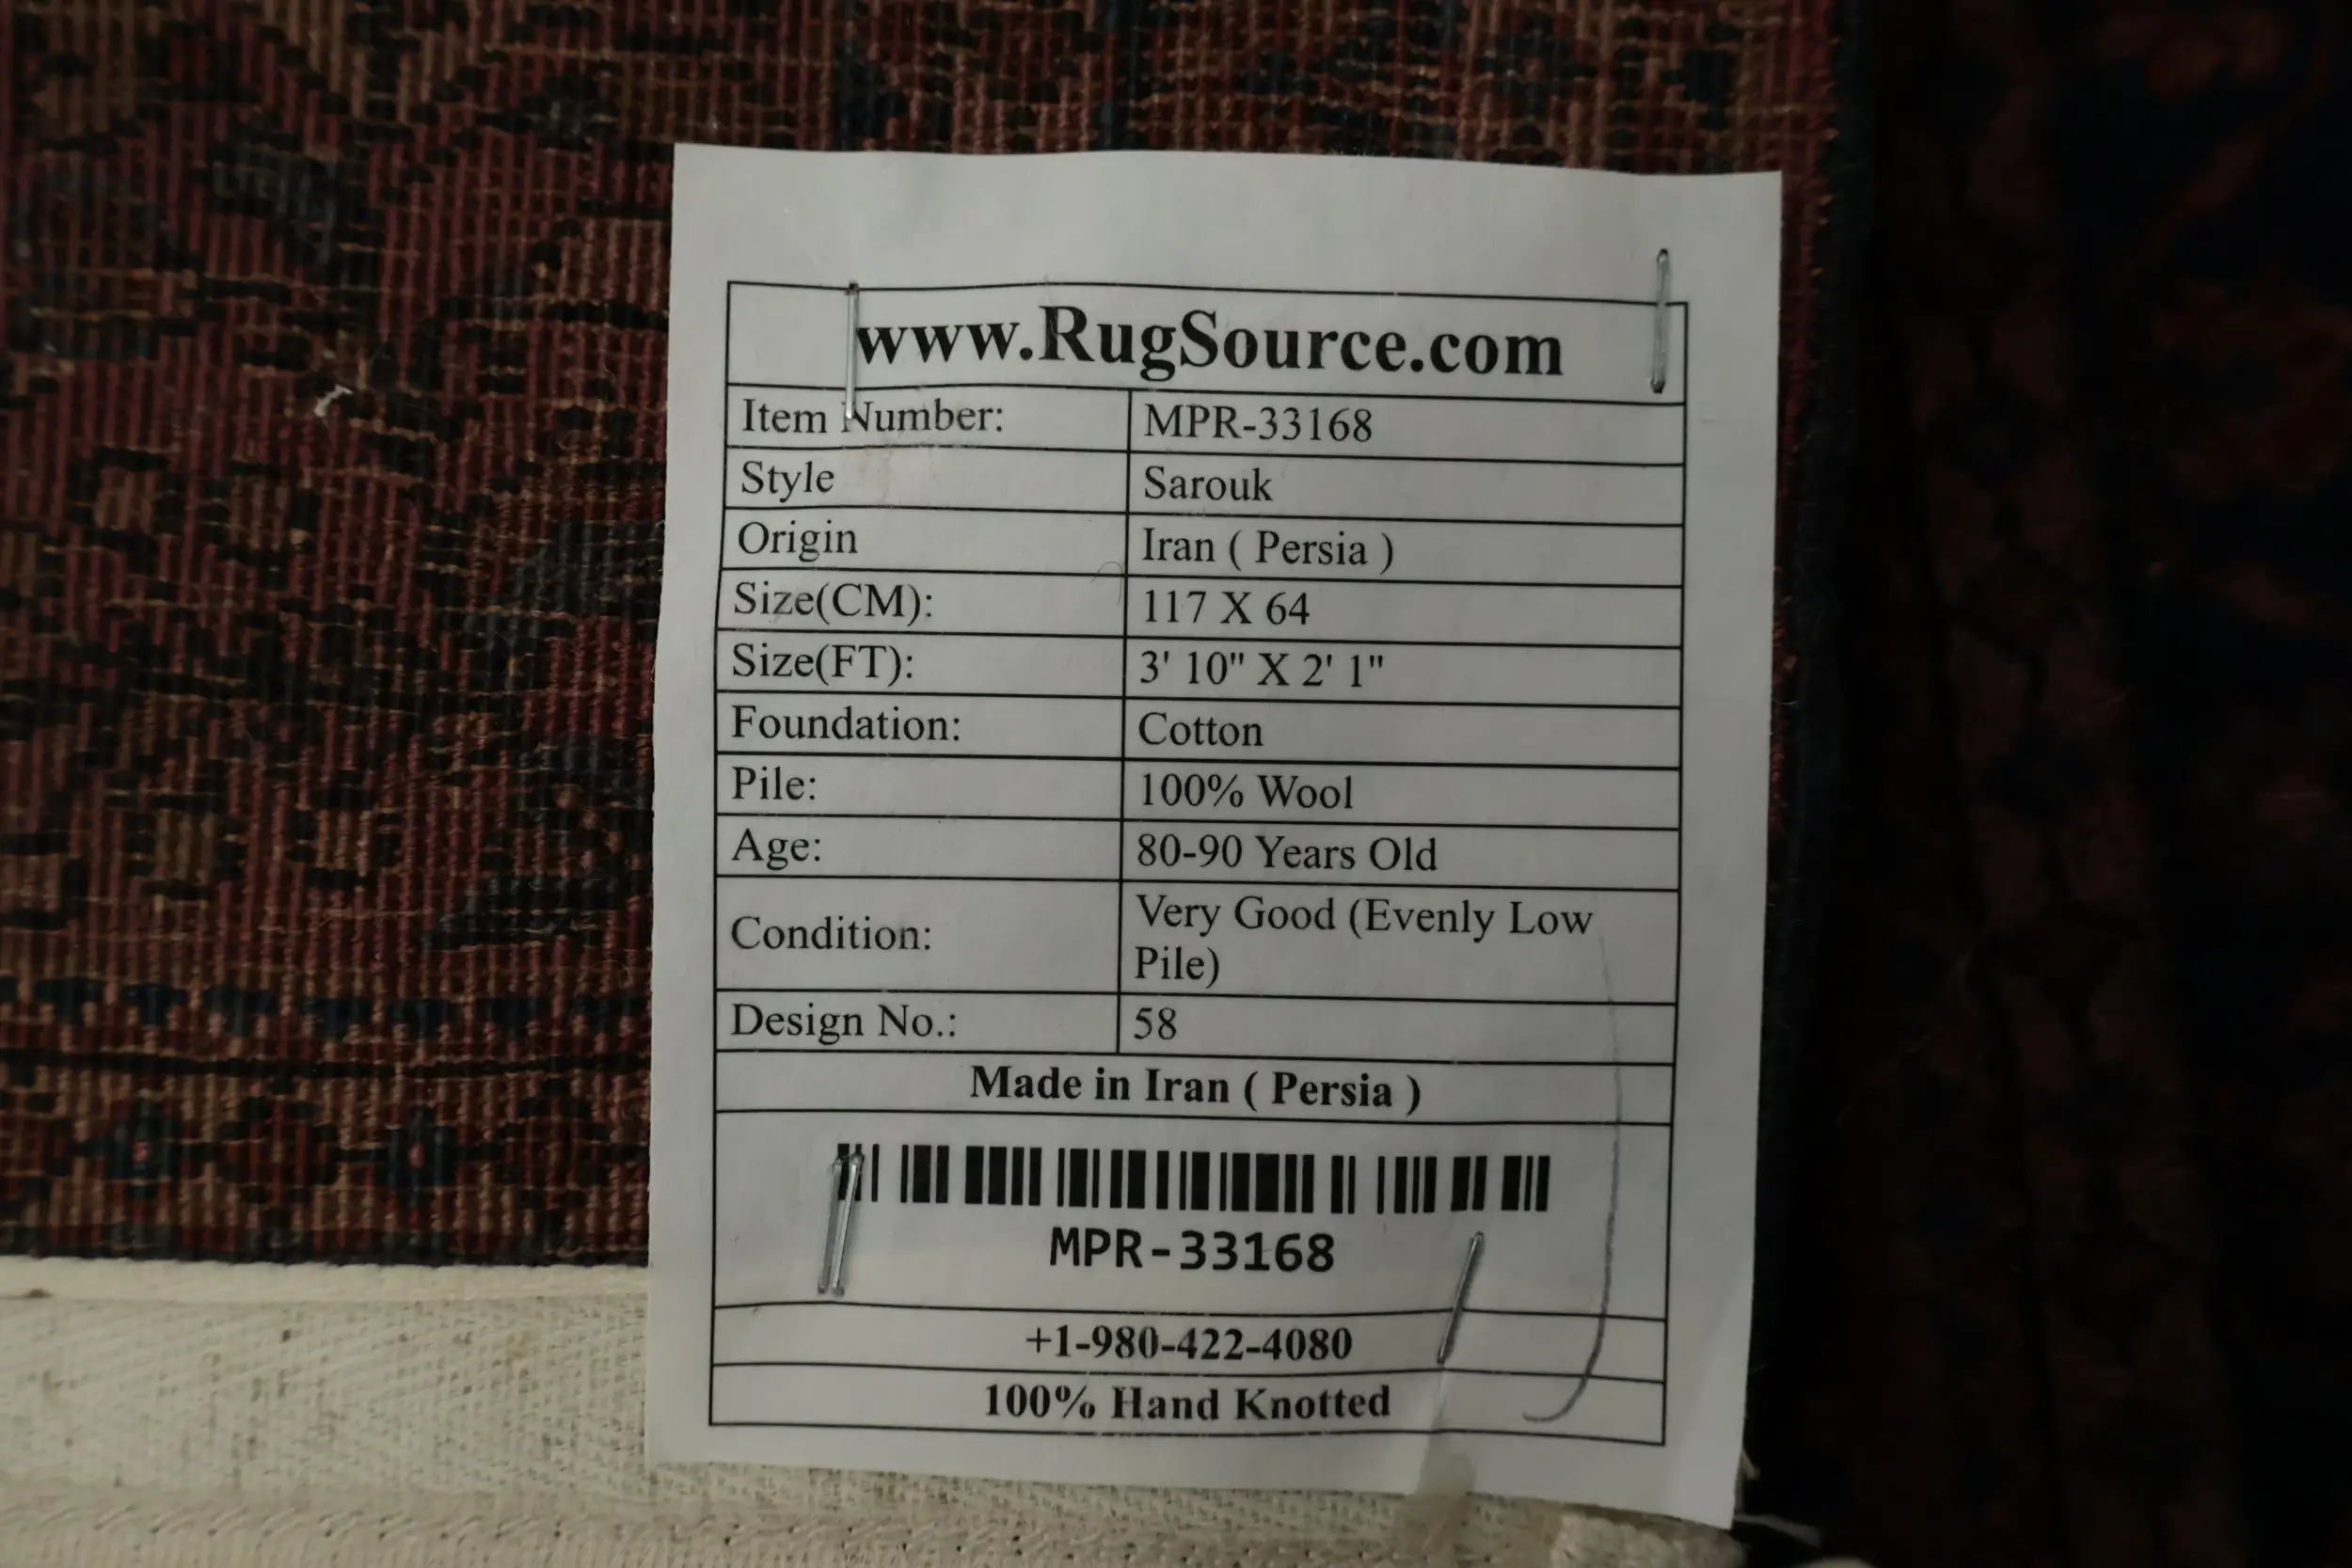 www.RugSource.com
Item Number: MPR-33168
Style Sarouk
Origin Iran ( Persia )
Size(CM): 117 X 64
Size(FT): 3' 10" X 2' 1"
Foundation: Cotton
Pile: 100% Wool
Age: 80-90 Years Old
Condition: Very Good (Evenly Low
Pile)
Design No.: 58
Made in Iran ( Persia )
MPR-33168
+1-980-422-4080
100% Hand Knotted